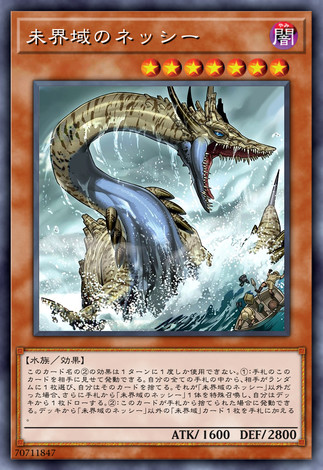 未界域のネッシー
やみ
闇
【水族／効果】
このカード名の②の効果は１ターンに１度しか使用できない。①：手札のこの
カードを相手に見せて発動できる。自分の全ての手札の中から、相手がランダ
ムに１枚選び、自分はそのカードを捨てる。それが「未界域のネッシー」以外だ
った場合、さらに手札から「未界域のネッシー」１体を特殊召喚し、自分はデッ
キから１枚ドローする。②：このカードが手札から捨てられた場合に発動でき
る。デッキから「未界域のネッシー」以外の「未界域」カード１枚を手札に加える
ATK/1600 DEF/2800
70711847